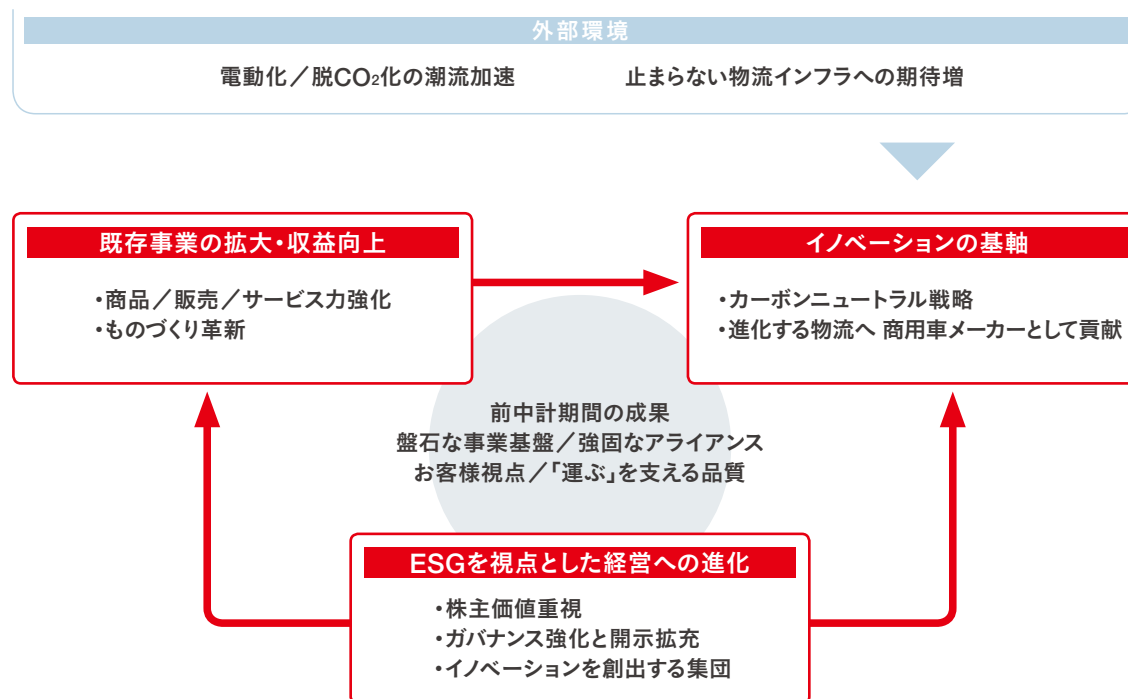 外部環境
電動化／脱CO₂化の潮流加速
止まらない物流インフラへの期待増
既存事業の拡大・収益向上
・商品／販売／サービス力強化
・ものづくり革新
イノベーションの基軸
・カーボンニュートラル戦略
・進化する物流へ 商用車メーカーとして貢献
前中計期間の成果
盤石な事業基盤／強固なアライアンス
お客様視点／「運ぶ」を支える品質
ESGを視点とした経営への進化
・株主価値重視
・ガバナンス強化と開示拡充
・イノベーションを創出する集団